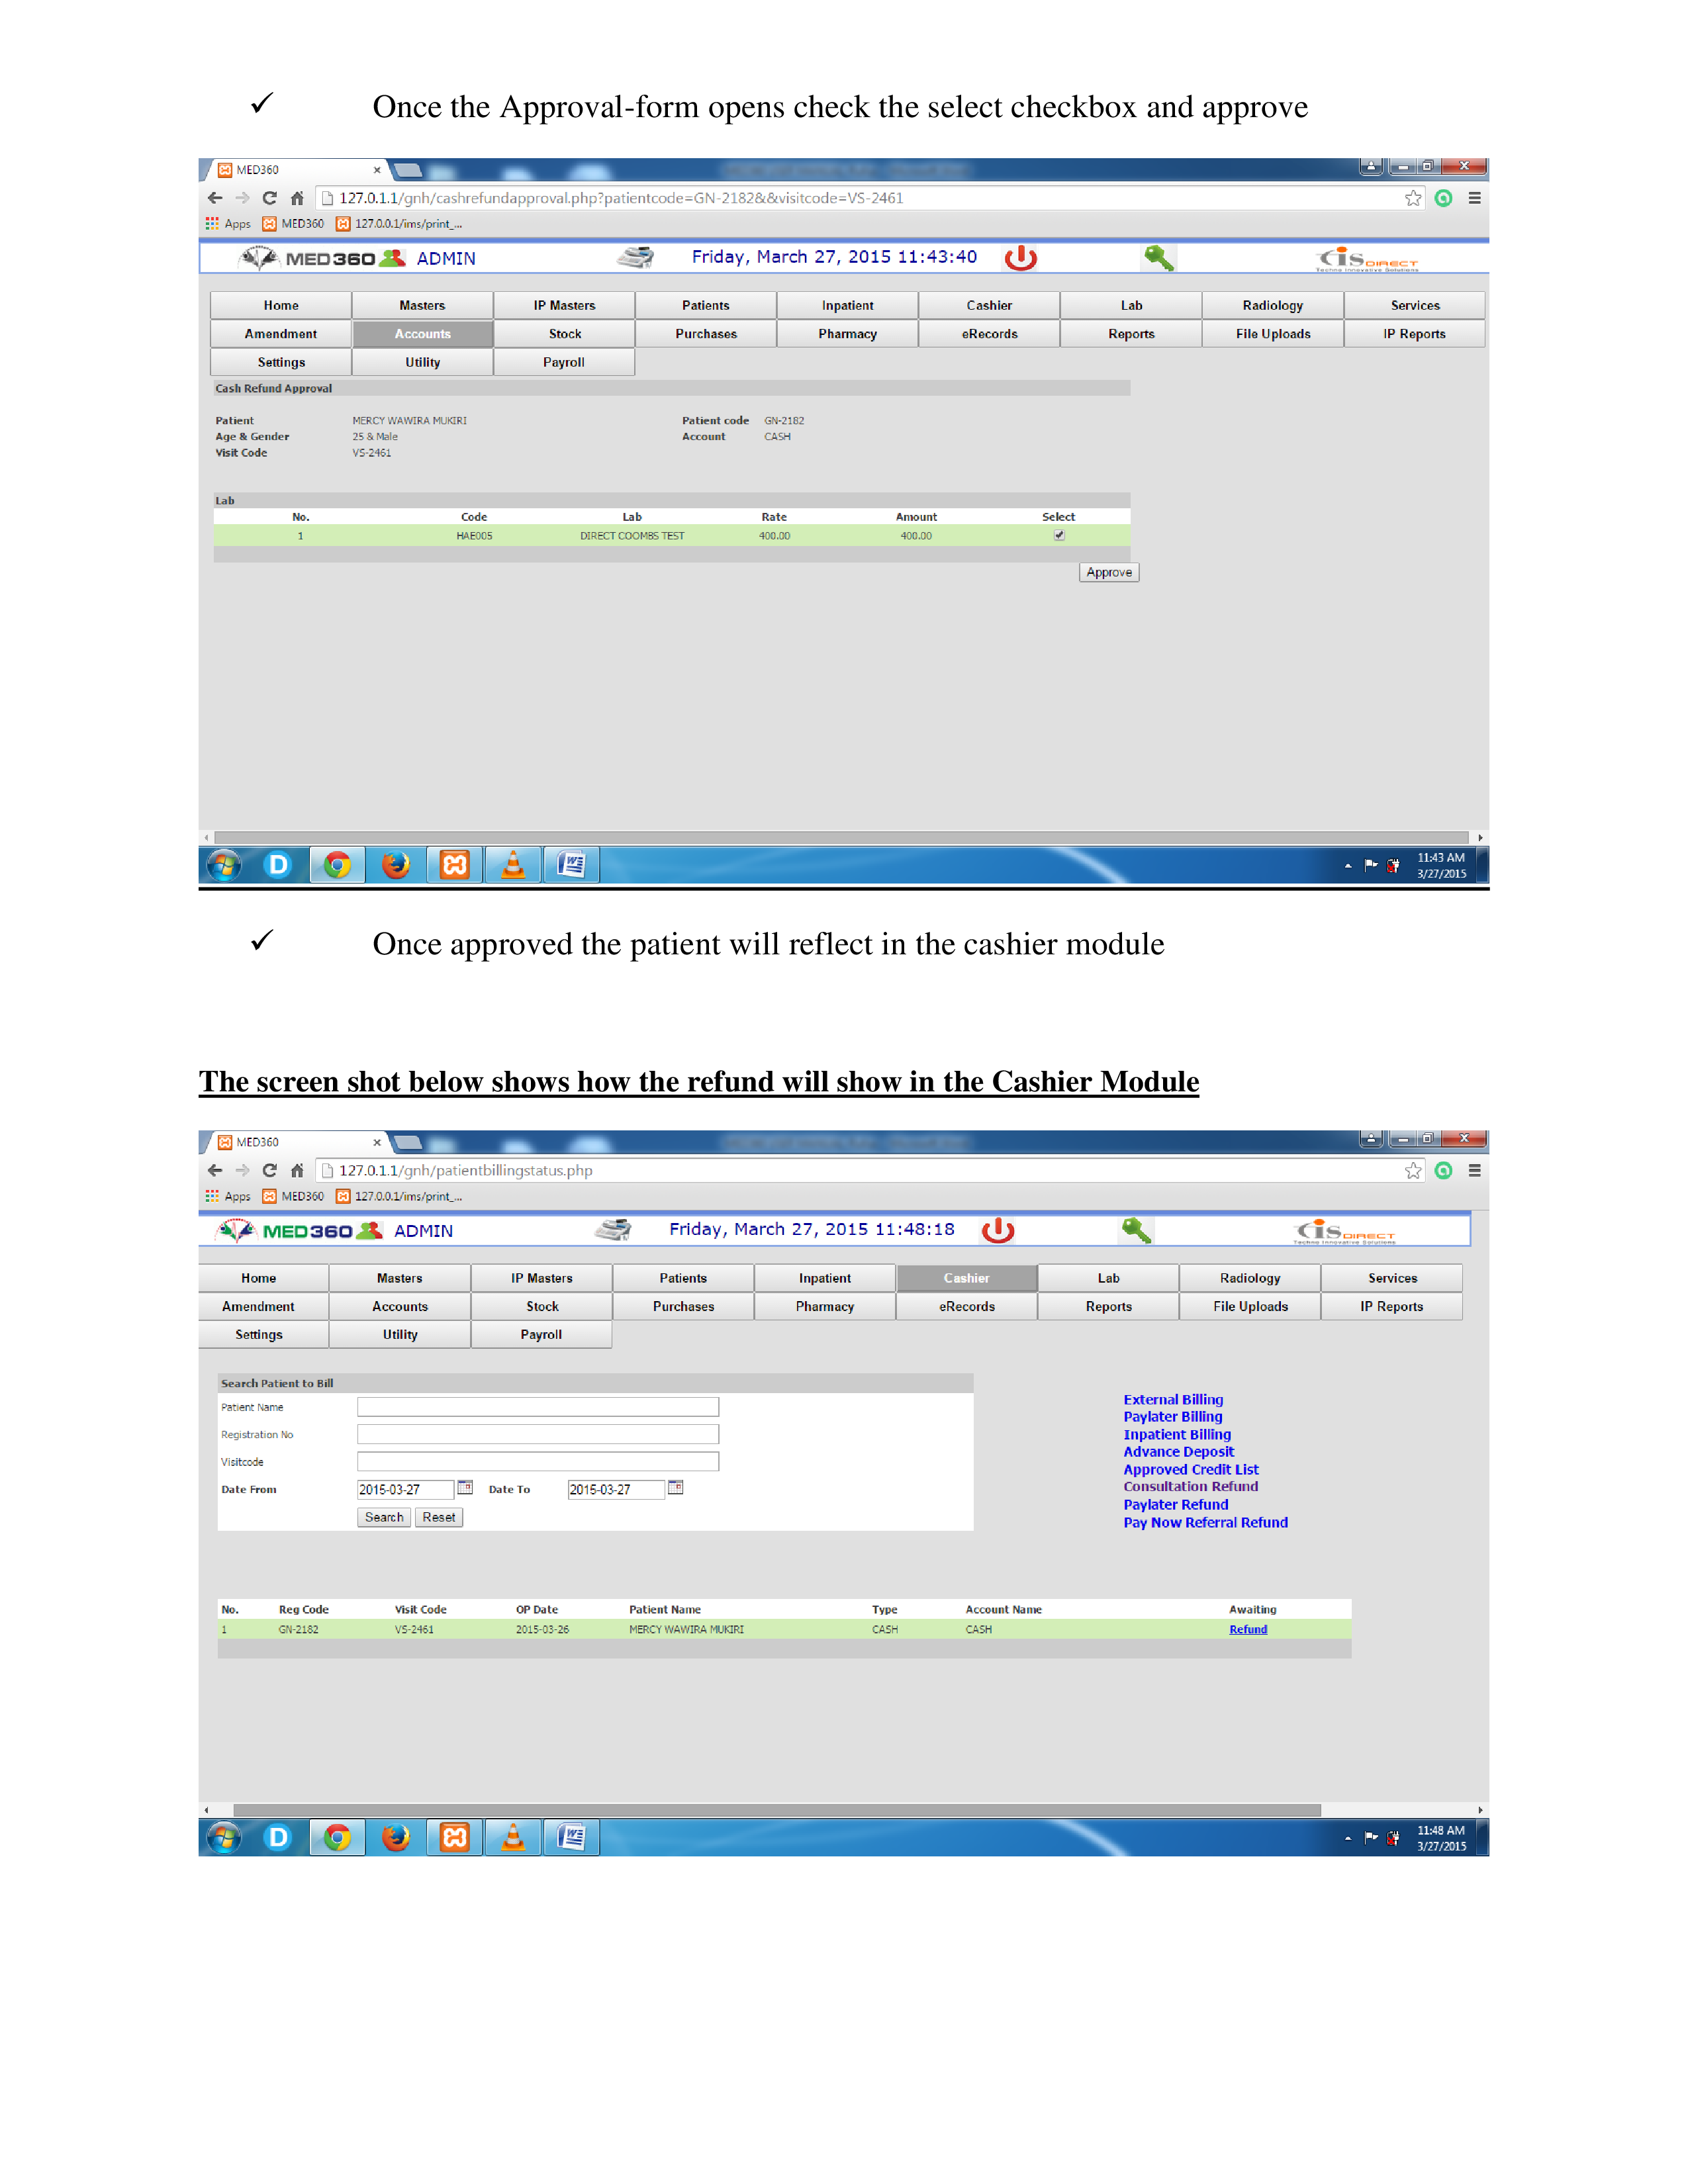 ✓ Once the Approval-form opens check the select checkbox and approve
MED360
127.0.1.1/gnh/cashrefundapproval.php?patientcode=GN-2182&&visitcode=VS-2461
Apps MED360 127.0.0.1/ims/print_...
MED360 ADMIN Friday, March 27, 2015 11:43:40 CIS DIRECT
Techno Innovative Solutions
Home Masters IP Masters Patients Inpatient Cashier Lab Radiology Services
Amendment Accounts Stock Purchases Pharmacy eRecords Reports File Uploads IP Reports
Settings Utility Payroll
Cash Refund Approval
Patient MERCY WAWIRA MUKIRI Patient code GN-2182
Age & Gender 25 & Male Account CASH
Visit Code VS-2461
Lab
No. Code Lab Rate Amount Select
1 HAE005 DIRECT COOMBS TEST 400.00 400.00
Approve
11:43 AM
3/27/2015
✓ Once approved the patient will reflect in the cashier module
The screen shot below shows how the refund will show in the Cashier Module
MED360
127.0.1.1/gnh/patientbillingstatus.php
Apps MED360 127.0.0.1/ims/print_...
MED360 ADMIN Friday, March 27, 2015 11:48:18 CIS DIRECT
Techno Innovative Solutions
Home Masters IP Masters Patients Inpatient Cashier Lab Radiology Services
Amendment Accounts Stock Purchases Pharmacy eRecords Reports File Uploads IP Reports
Settings Utility Payroll
Search Patient to Bill
Patient Name
Registration No
Visitcode
Date From 2015-03-27 Date To 2015-03-27
Search Reset
External Billing
Paylater Billing
Inpatient Billing
Advance Deposit
Approved Credit List
Consultation Refund
Paylater Refund
Pay Now Referral Refund
No. Reg Code Visit Code OP Date Patient Name Type Account Name Awaiting
1 GN-2182 VS-2461 2015-03-26 MERCY WAWIRA MUKIRI CASH CASH Refund
11:48 AM
3/27/2015